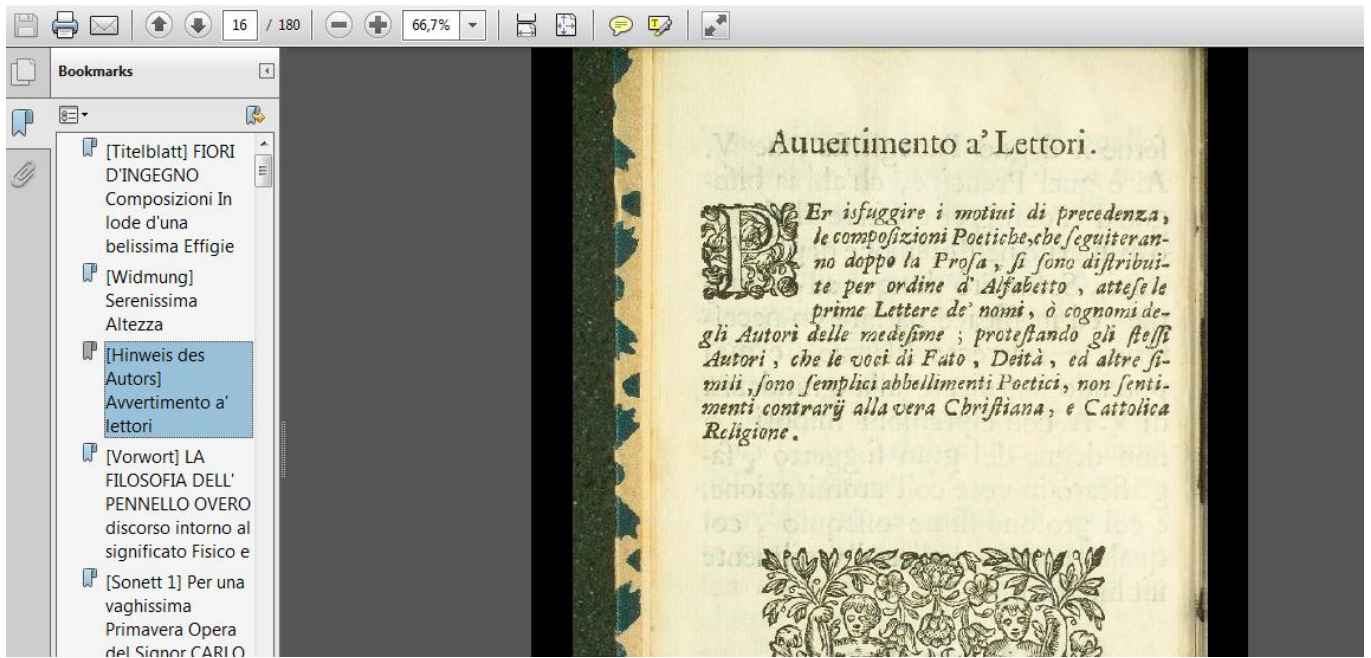 16 / 180
66,7%
Bookmarks
[Titelblatt] FIORI
D'INGEGNO
Composizioni In
lode d'una
belissima Effigie
[Widmung]
Serenissima
Altezza
[Hinweis des
Autors]
Avvertimento a'
lettori
[Vorwort] LA
FILOSOFIA DELL'
PENNELLO OVERO
discorso intorno al
significato Fisico e
[Sonett 1] Per una
vaghissima
Primavera Opera
del Signor CARLO
Auuertimento a' Lettori.
PEr isfuggire i motiui di precedenza,
le compoſizioni Poetiche, che ſeguiteran-
no doppo la Proſa, ſi ſono diſtribui-
te per ordine d' Alfabetto, atteſe le
prime Lettere de' nomi, ò cognomi de-
gli Autori delle medeſime; proteſtando gli ſteſſi
Autori, che le voci di Fato, Deità, ed altre ſi-
mili, ſono ſemplici abbellimenti Poetici, non ſenti-
menti contrarij alla vera Chriſtiana, e Cattolica
Religione.